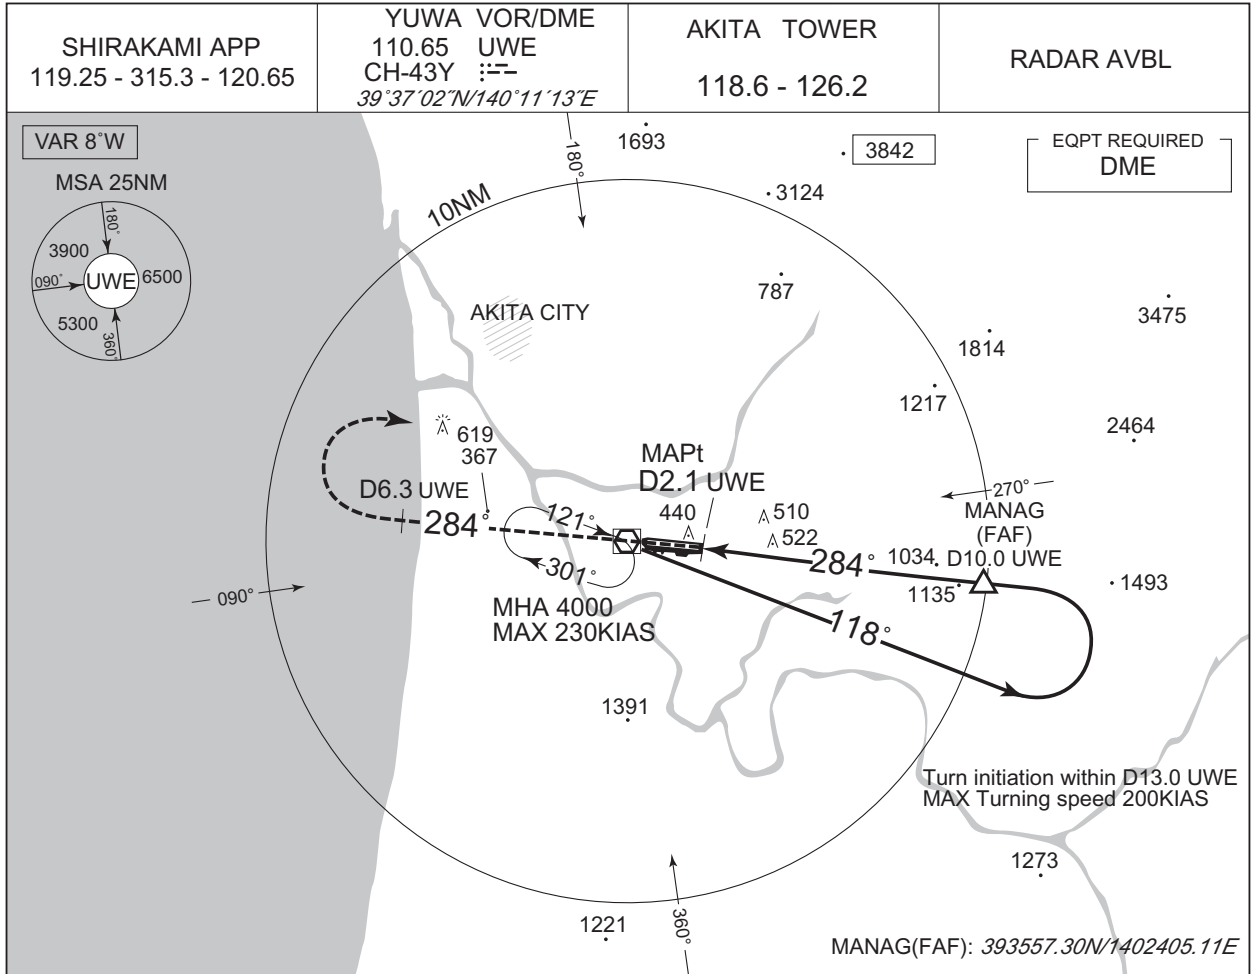 SHIRAKAMI APP
119.25 - 315.3 - 120.65
YUWA VOR/DME
110.65 UWE
CH-43Y
39°37´02˝N/140°11´13˝E
AKITA TOWER
118.6 - 126.2
RADAR AVBL
VAR 8°W
MSA 25NM
180°
3900
090°
UWE
6500
5300
360°
180°
1693
3842
EQPT REQUIRED
DME
10NM
3124
787
AKITA CITY
3475
1814
1217
2464
619
367
MAPt
D2.1 UWE
D6.3 UWE
270°
MANAG
(FAF)
D10.0 UWE
284°
121°
440
510
522
284°
1034
1135
1493
301°
090°
MHA 4000
MAX 230KIAS
118°
1391
Turn initiation within D13.0 UWE
MAX Turning speed 200KIAS
1273
1221
360°
MANAG(FAF): 393557.30N/1402405.11E